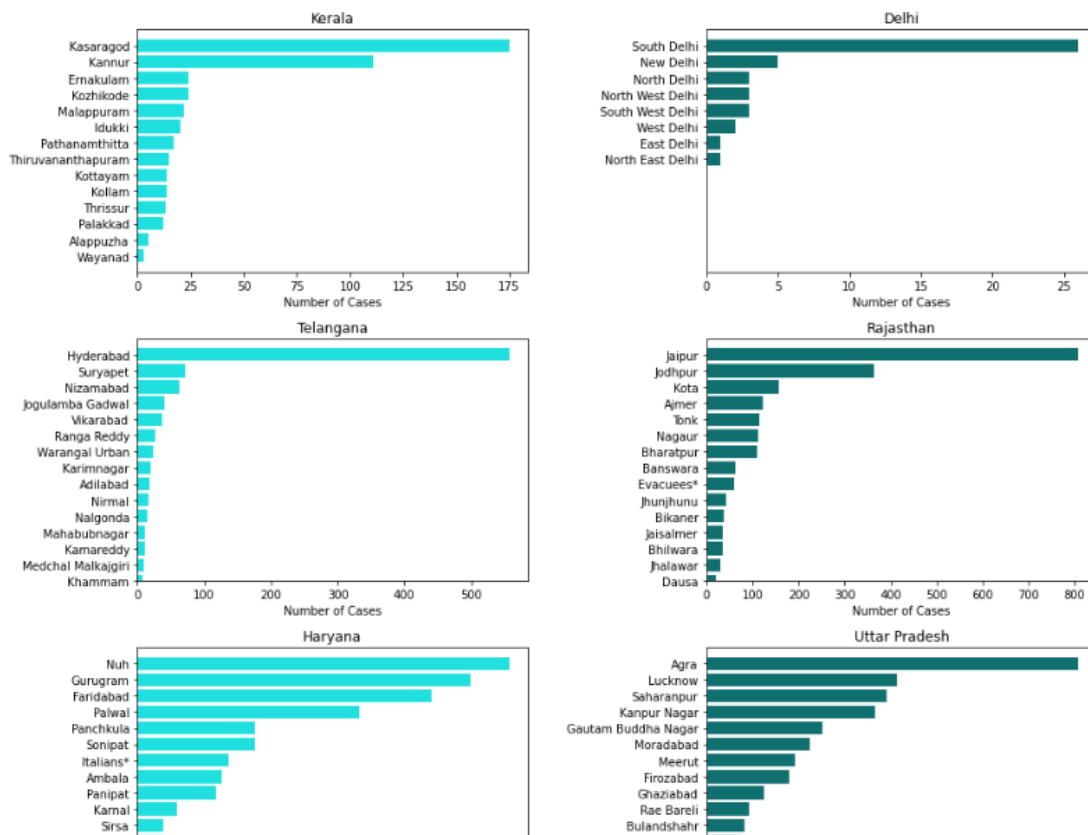 Kerala
Kasaragod
Kannur
Ernakulam
Kozhikode
Malappuram
Idukki
Pathanamthitta
Thiruvananthapuram
Kottayam
Kollam
Thrissur
Palakkad
Alappuzha
Wayanad
0 25 50 75 100 125 150 175
Number of Cases
Delhi
South Delhi
New Delhi
North Delhi
North West Delhi
South West Delhi
West Delhi
East Delhi
North East Delhi
0 5 10 15 20 25
Number of Cases
Telangana
Hyderabad
Suryapet
Nizamabad
Jogulamba Gadwal
Vikarabad
Ranga Reddy
Warangal Urban
Karimnagar
Adilabad
Nirmal
Nalgonda
Mahabubnagar
Kamareddy
Medchal Malkajgiri
Khammam
0 100 200 300 400 500
Number of Cases
Rajasthan
Jaipur
Jodhpur
Kota
Ajmer
Tonk
Nagaur
Bharatpur
Banswara
Evacuees*
Jhunjhunu
Bikaner
Jaisalmer
Bhilwara
Jhalawar
Dausa
0 100 200 300 400 500 600 700 800
Number of Cases
Haryana
Nuh
Gurugram
Faridabad
Palwal
Panchkula
Sonipat
Italians*
Ambala
Panipat
Karnal
Sirsa
Uttar Pradesh
Agra
Lucknow
Saharanpur
Kanpur Nagar
Gautam Buddha Nagar
Moradabad
Meerut
Firozabad
Ghaziabad
Rae Bareli
Bulandshahr